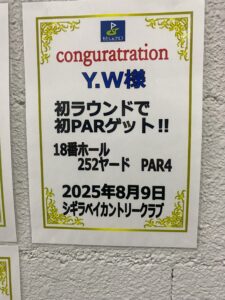 conguratration
Y.W様
初ラウンドで
初PARゲット!!
18番ホール
252ヤード PAR4
2025年8月9日
シギラベイカントリークラブ